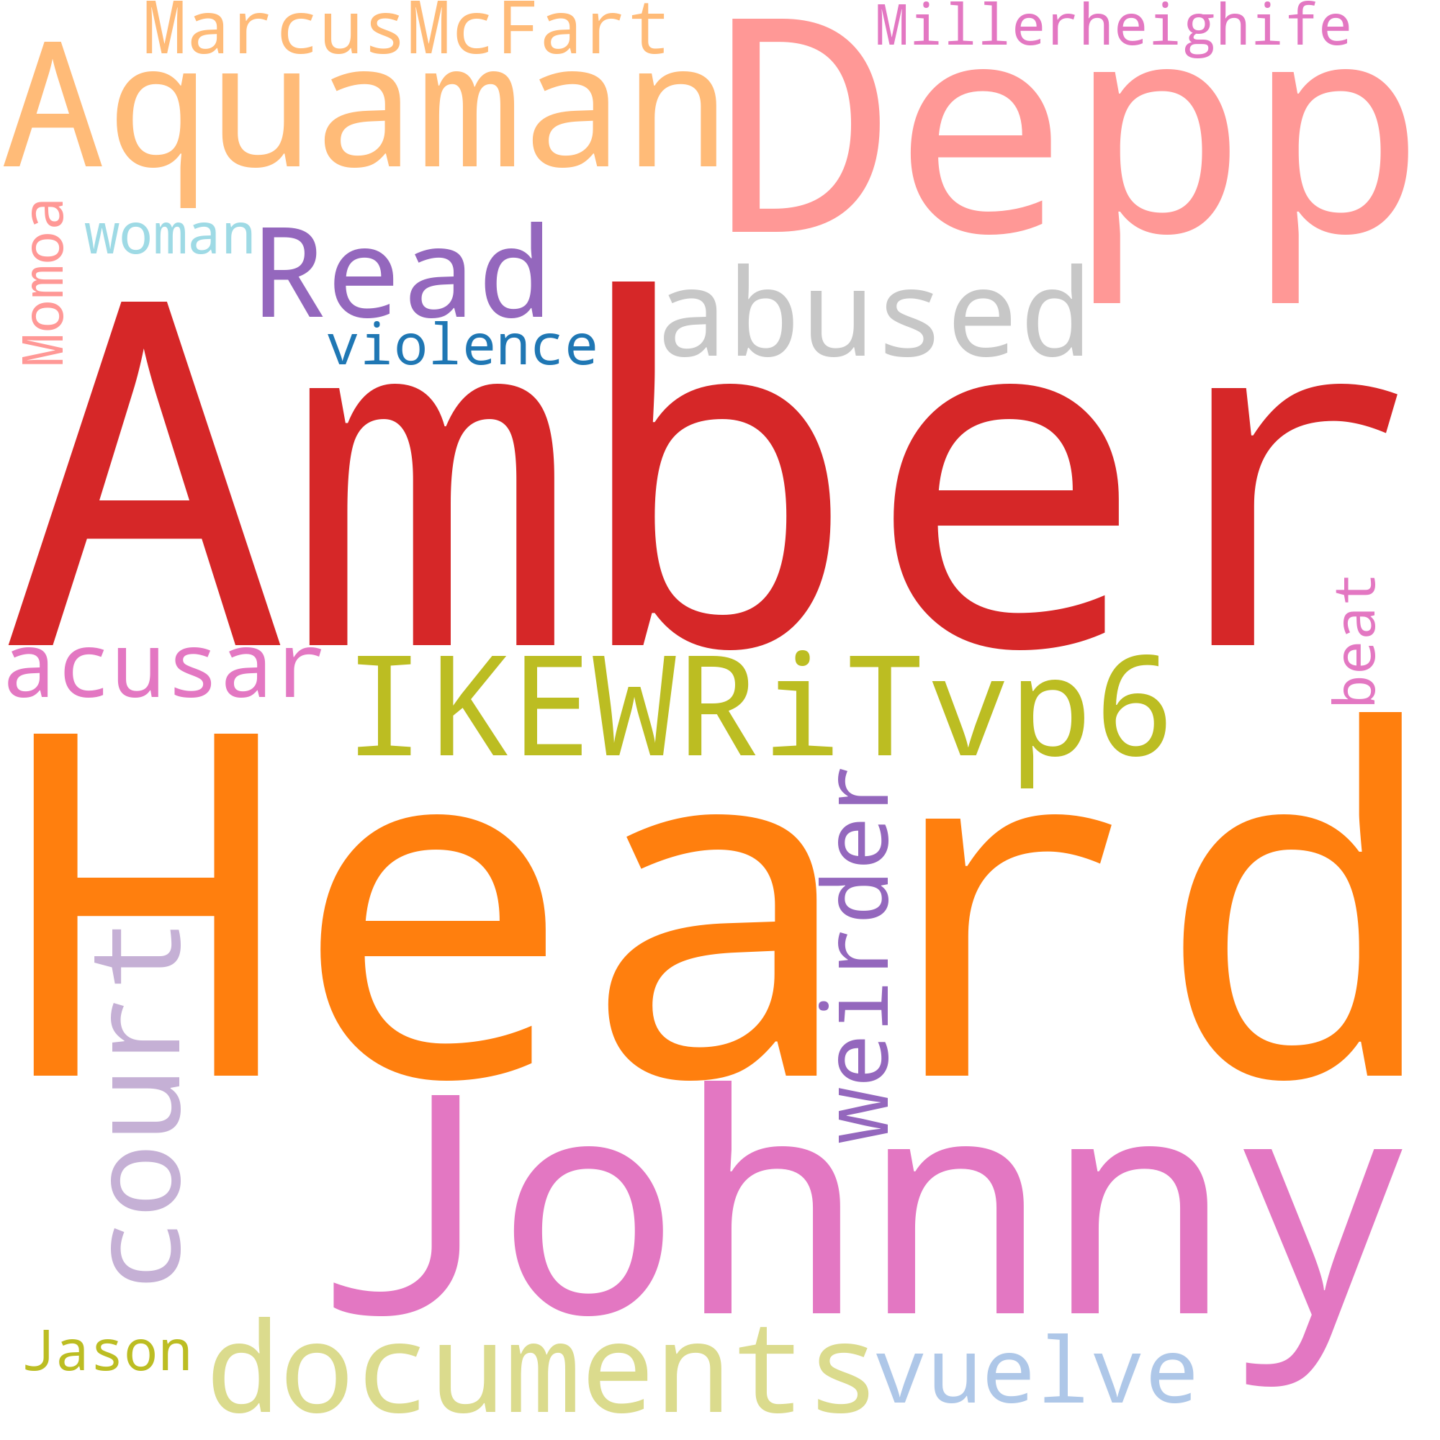 MarcusMcFart
Millerheighife
Aquaman
Depp
Momoa
woman
Read
abused
violence
Amber
beat
acusar
IKEWRiTvp6
Heard
weirder
court
Johnny
Jason
documents
vuelve